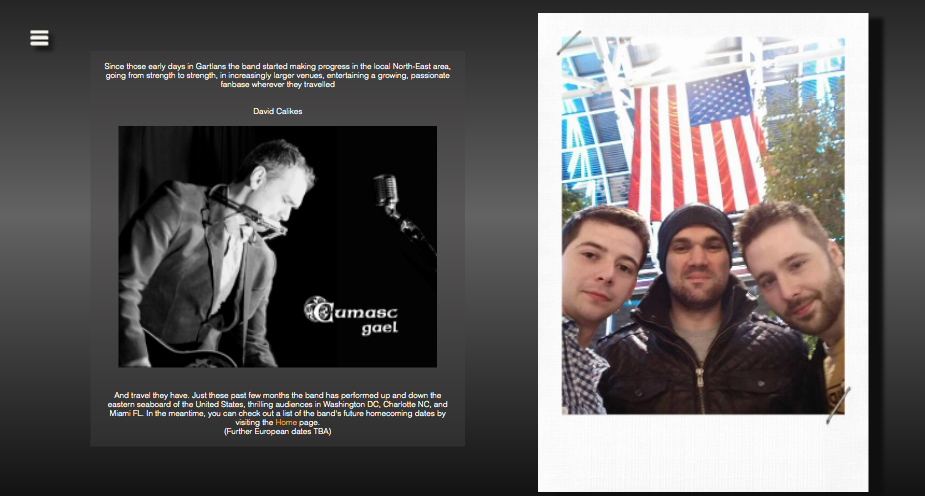 Since those early days in Gartlans the band started making progress in the local North-East area,
going from strength to strength, in increasingly larger venues, entertaining a growing, passionate
fanbase wherever they travelled
David Calikes
Cumasc
gael
And travel they have. Just these past few months the band has performed up and down the
eastern seaboard of the United States, thrilling audiences in Washington DC, Charlotte NC, and
Miami FL. In the meantime, you can check out a list of the band's future homecoming dates by
visiting the Home page.
(Further European dates TBA)